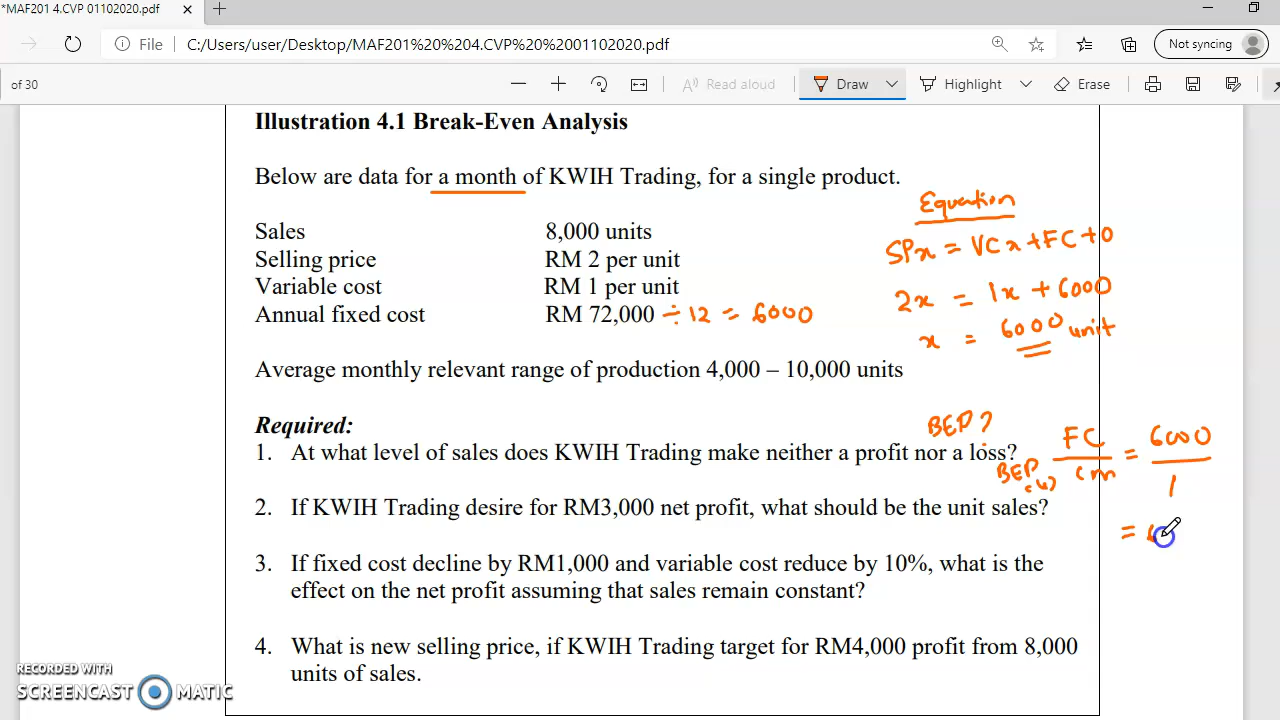 *MAF201 4.CVP 01102020.pdf
File C:/Users/user/Desktop/MAF201%20%204.CVP%20%2001102020.pdf Not syncing
of 30 Read aloud Draw Highlight Erase
Illustration 4.1 Break-Even Analysis
Below are data for a month of KWIH Trading, for a single product.
Equation
Sales 8,000 units
SPx = VCx + FC + 0
Selling price RM 2 per unit
Variable cost RM 1 per unit
2x = 1x + 6000
Annual fixed cost RM 72,000 ÷ 12 = 6000
x = 6000 unit
Average monthly relevant range of production 4,000 – 10,000 units
Required:
BEP?
1. At what level of sales does KWIH Trading make neither a profit nor a loss?
BEP (u) FC / cm = 6000 / 1
2. If KWIH Trading desire for RM3,000 net profit, what should be the unit sales?
=
3. If fixed cost decline by RM1,000 and variable cost reduce by 10%, what is the
effect on the net profit assuming that sales remain constant?
4. What is new selling price, if KWIH Trading target for RM4,000 profit from 8,000
units of sales.
RECORDED WITH
SCREENCAST MATIC